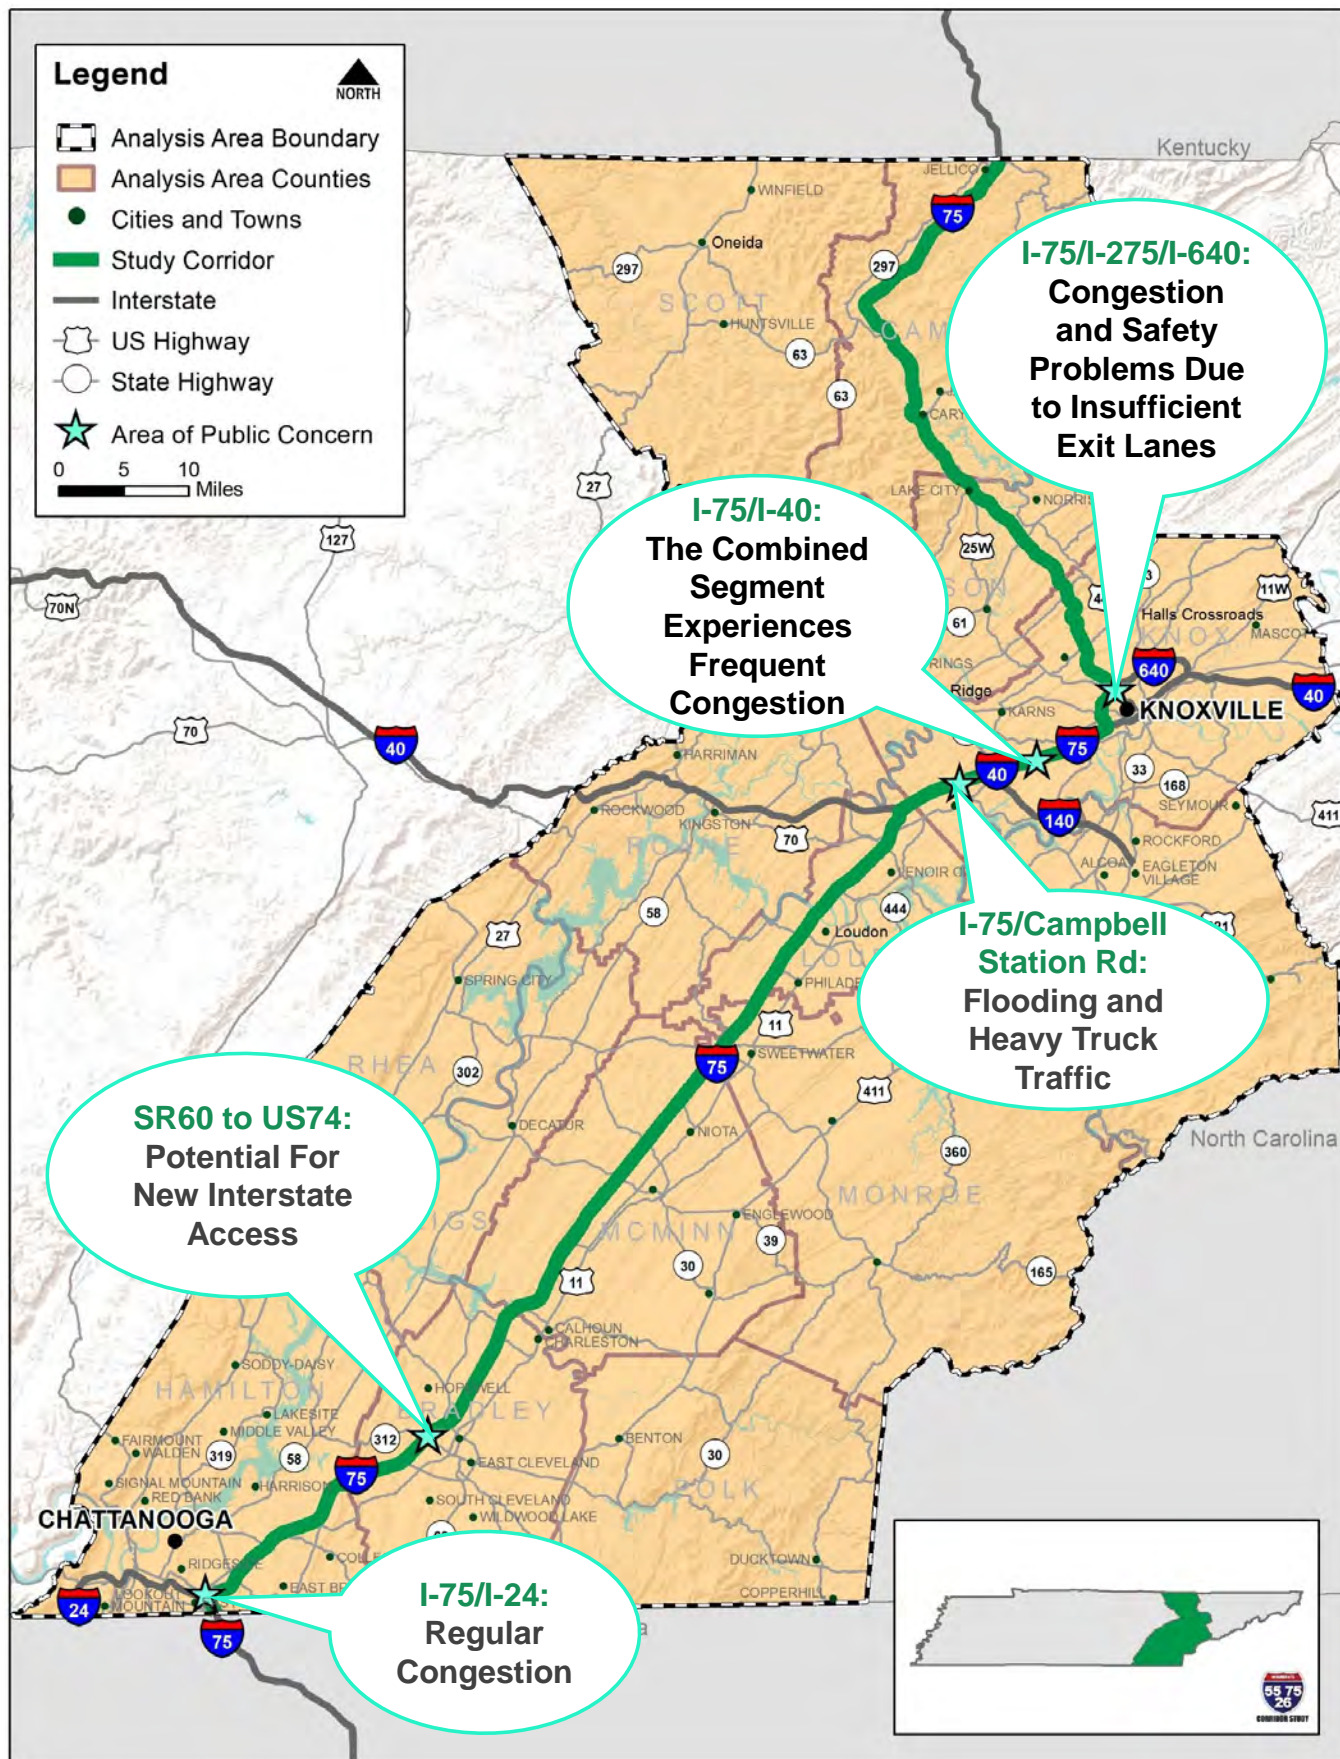 Legend
NORTH
Analysis Area Boundary
Analysis Area Counties
Cities and Towns
Study Corridor
Interstate
US Highway
State Highway
Area of Public Concern
0 5 10
Miles
Kentucky
JELLICO
WINFIELD
75
Oneida
297
297
SCOTT
HUNTSVILLE
63
63
I-75/I-275/I-640:
Congestion
and Safety
Problems Due
to Insufficient
Exit Lanes
27
LAKE CITY
I-75/I-40:
The Combined
Segment
Experiences
Frequent
Congestion
127
25W
70N
11W
Halls Crossroads
61
KNOX
640
40
KARNS
KNOXVILLE
70
40
HARRIMAN
75
40
33
168
SEYMOUR
ROCKWOOD
KINGSTON
140
411
70
ROANE
ROCKFORD
ALCOA
EAGLETON
VILLAGE
58
444
27
Loudon
I-75/Campbell
Station Rd:
Flooding and
Heavy Truck
Traffic
SPRING CITY
11
RHEA
302
75
SWEETWATER
411
SR60 to US74:
Potential For
New Interstate
Access
DECATUR
NIOTA
North Carolina
360
MONROE
ENGLEWOOD
MCMINN
39
30
165
11
CALHOUN
CHARLESTON
SODDY-DAISY
HAMILTON
LAKESITE
BRADLEY
FAIRMOUNT
MIDDLE VALLEY
WALDEN
319
58
312
BENTON
30
SIGNAL MOUNTAIN
HARRISON
75
EAST CLEVELAND
POLK
RED BANK
SOUTH CLEVELAND
WILDWOOD LAKE
CHATTANOOGA
DUCKTOWN
COPPERHILL
24
MOUNTAIN
75
I-75/I-24:
Regular
Congestion
55 75
26
CORRIDOR STUDY